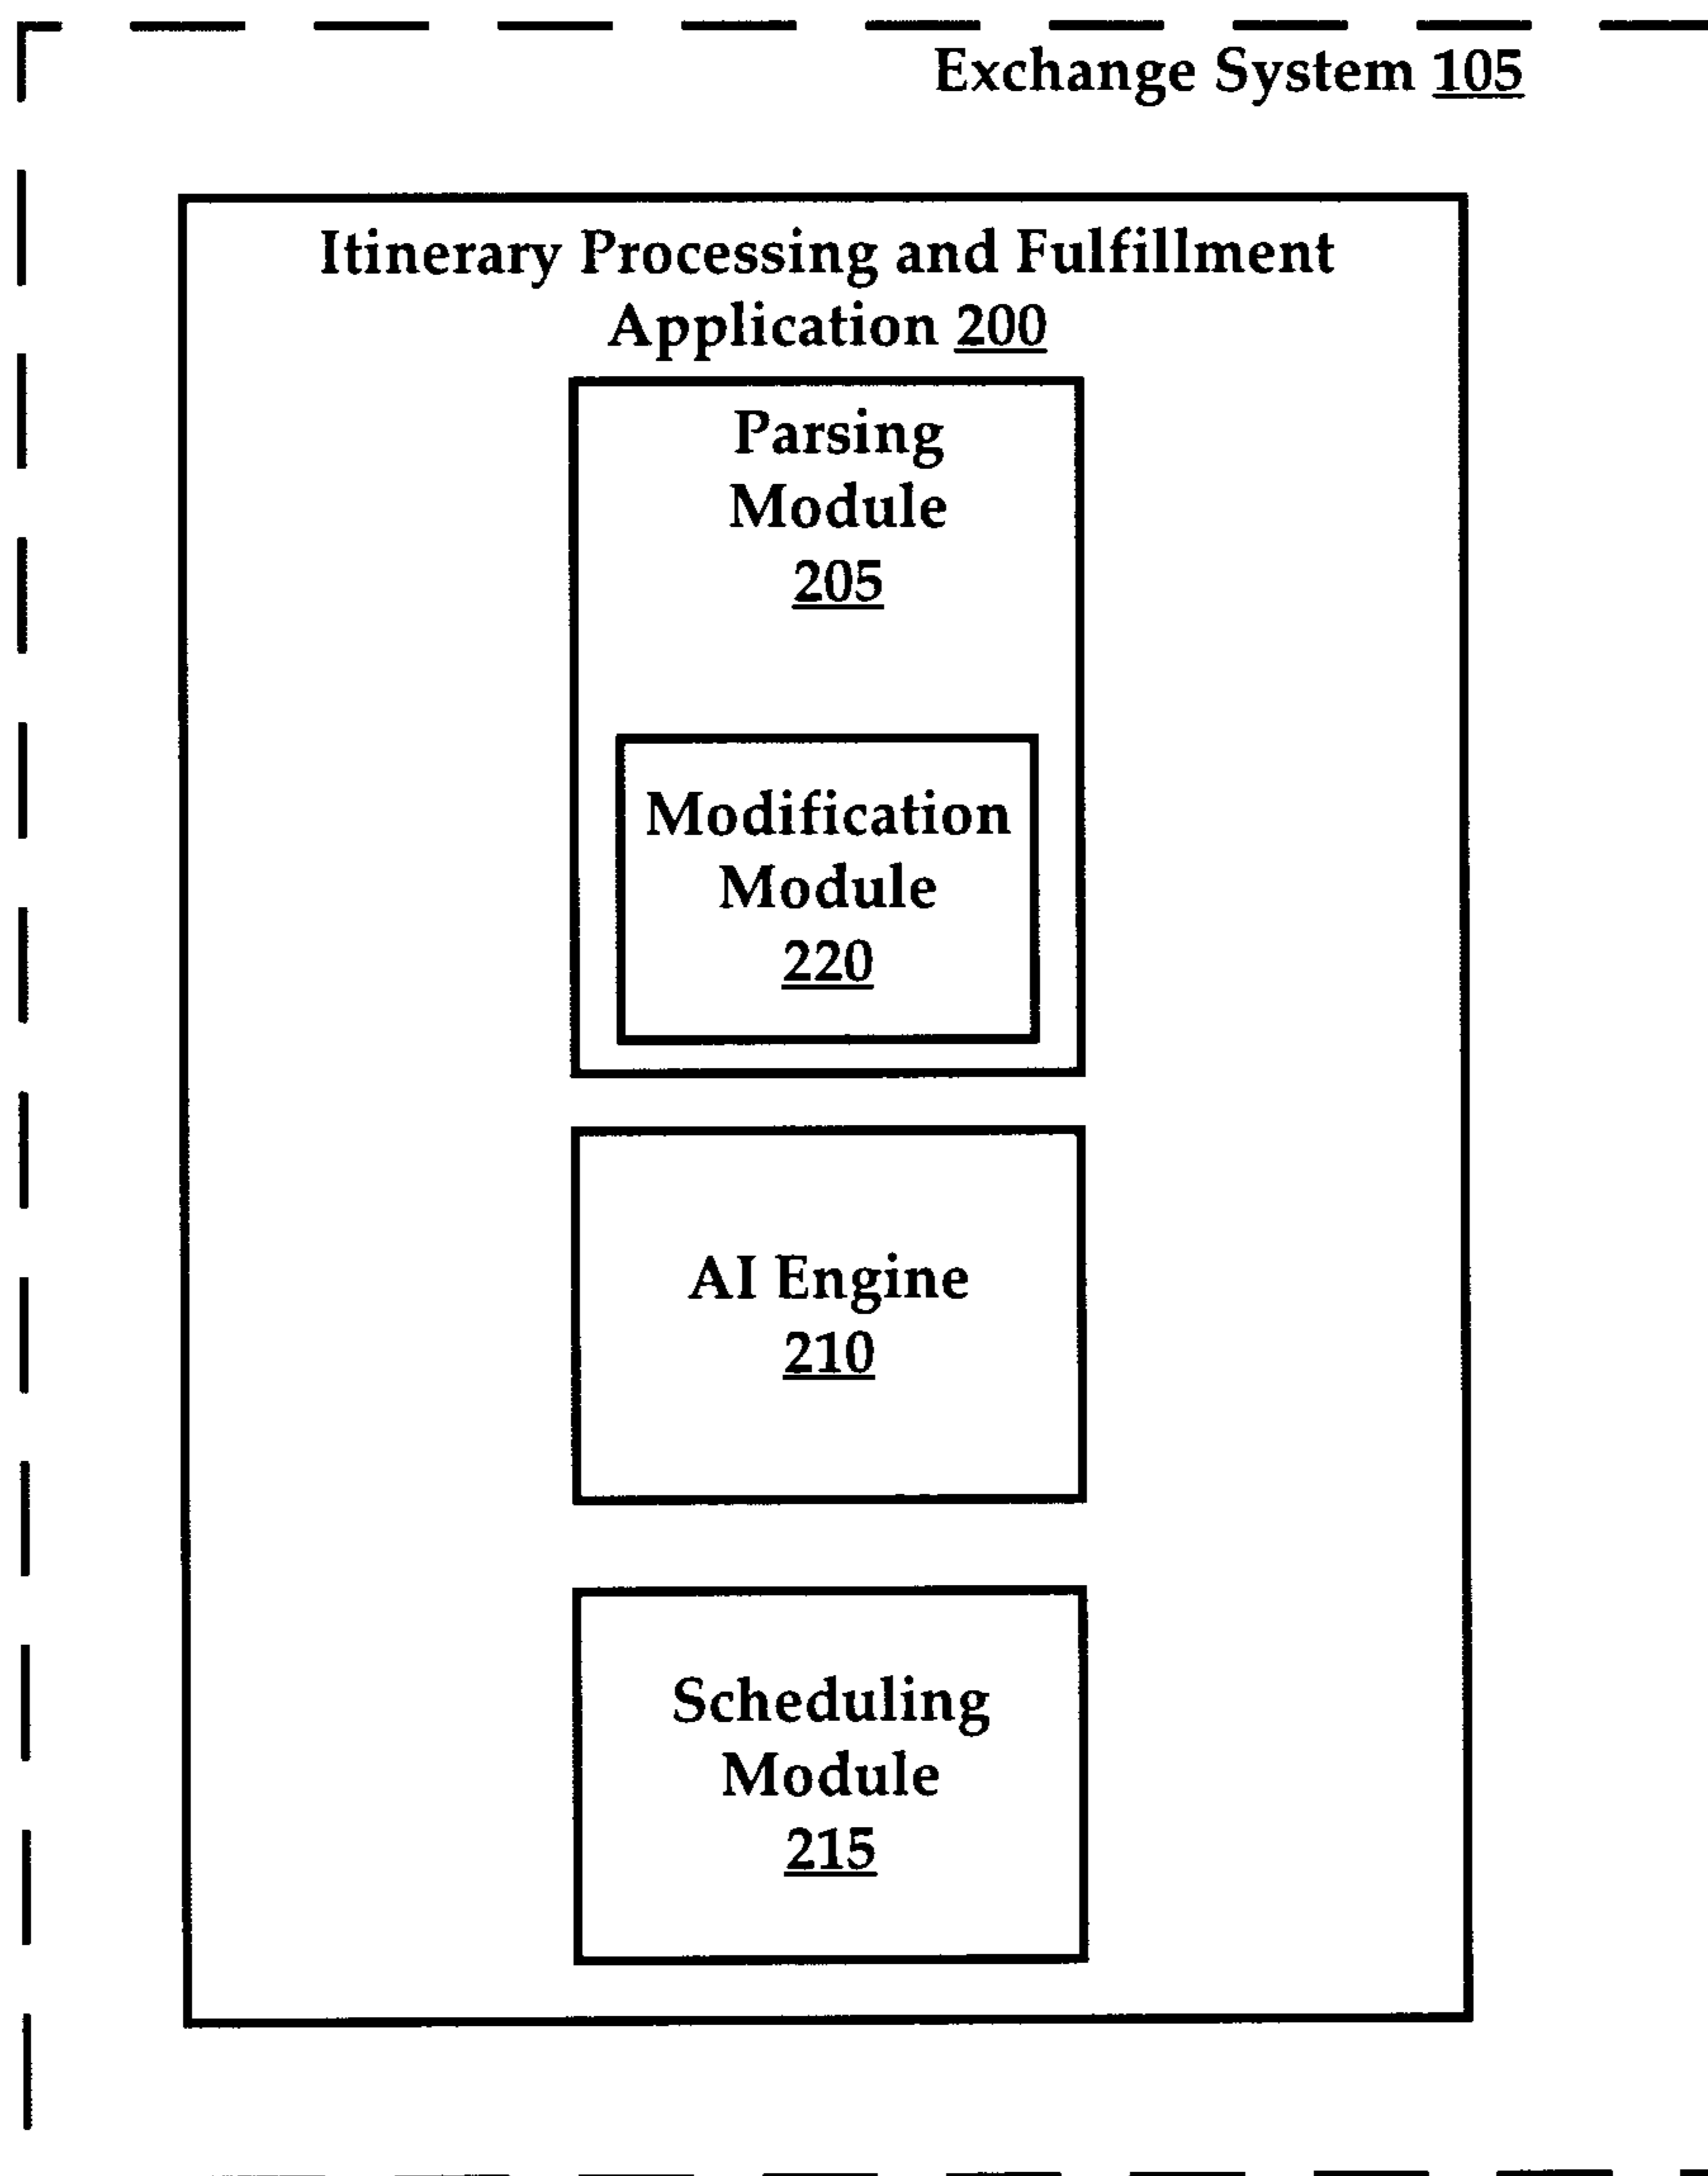 Exchange System 105
Itinerary Processing and Fulfillment
Application 200
Parsing
Module
205
Modification
Module
220
AI Engine
210
Scheduling
Module
215